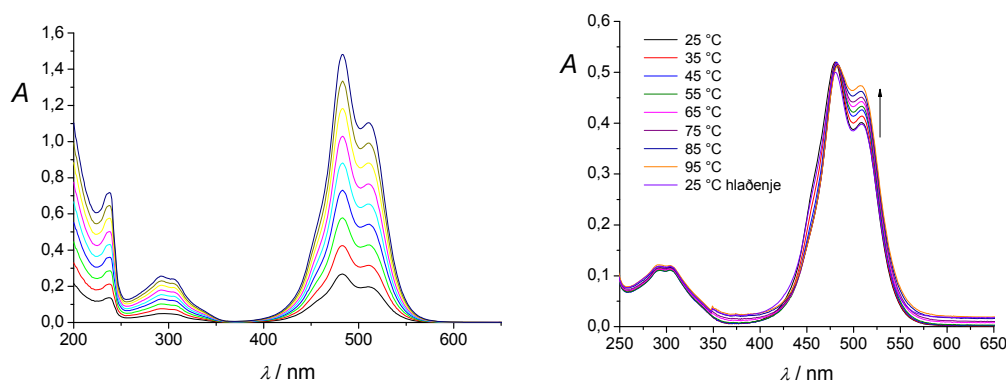 1,6
1,4
1,2
1,0
0,8
0,6
0,4
0,2
0,0
A
200 300 400 500 600
λ / nm
0,6
0,5
0,4
0,3
0,2
0,1
0,0
A
25 °C
35 °C
45 °C
55 °C
65 °C
75 °C
85 °C
95 °C
25 °C hlaðenje
250 300 350 400 450 500 550 600 650
λ / nm